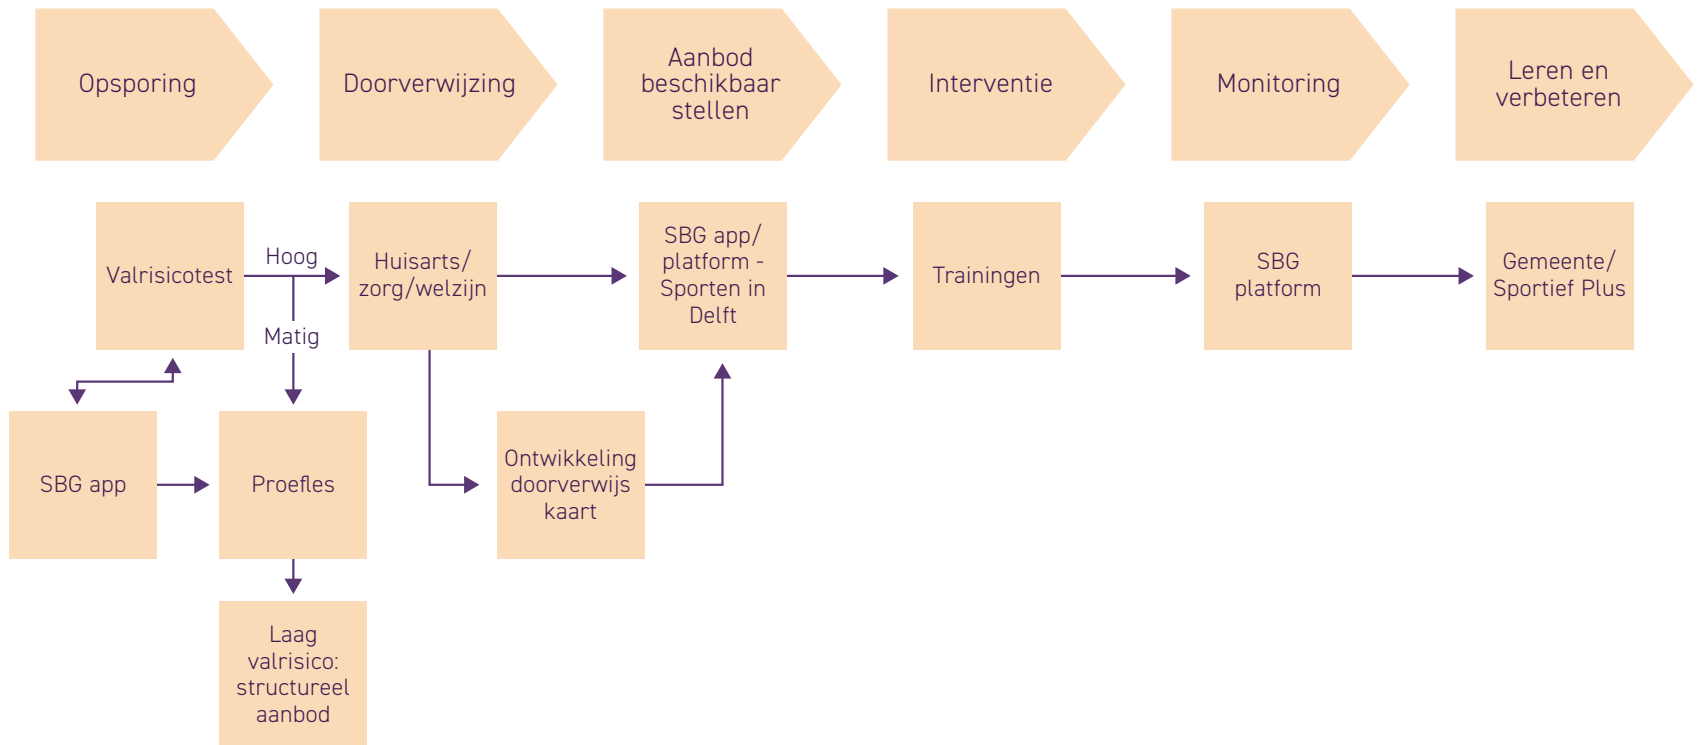 Opsporing
Doorverwijzing
Aanbod
beschikbaar
stellen
Interventie
Monitoring
Leren en
verbeteren
Valrisicotest
Hoog
Matig
Huisarts/
zorg/welzijn
SBG app/
platform -
Sporten in
Delft
Trainingen
SBG
platform
Gemeente/
Sportief Plus
SBG app
Proefles
Ontwikkeling
doorverwijs
kaart
Laag
valrisico:
structureel
aanbod